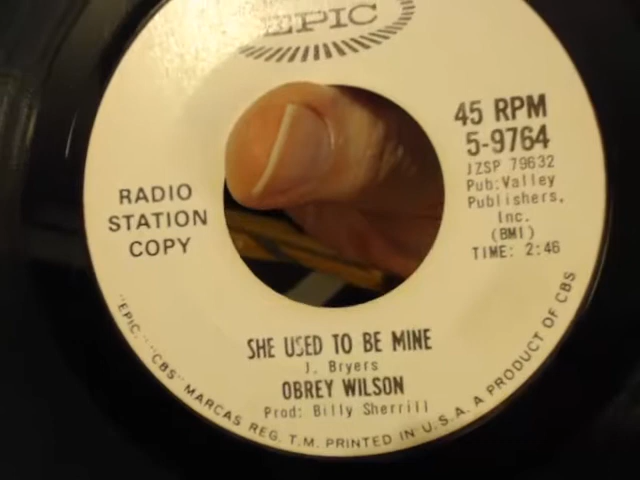 EPIC
45 RPM
5-9764
JZSP 79632
Pub: Valley
Publishers,
Inc.
(BMI)
TIME: 2:46
RADIO
STATION
COPY
SHE USED TO BE MINE
J. Bryers
OBREY WILSON
Prod: Billy Sherrill
"EPIC," "CBS" MARCAS REG. T.M. PRINTED IN U.S.A. A PRODUCT OF CBS